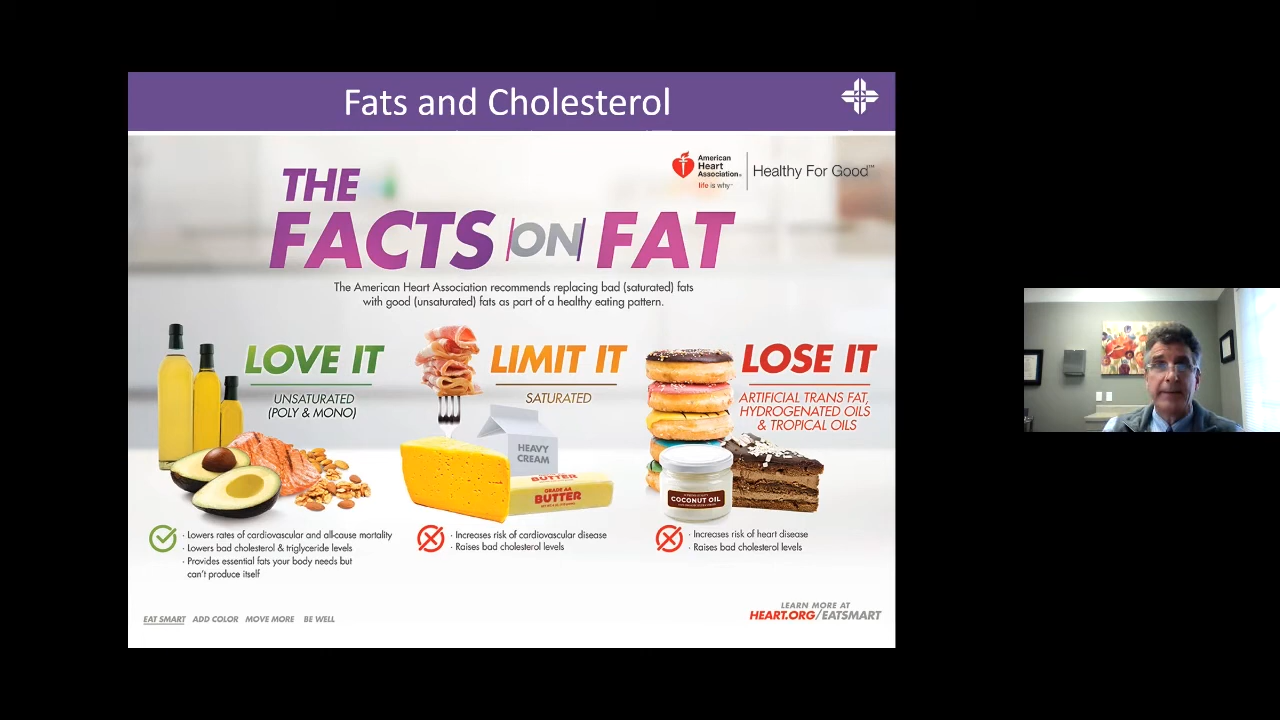 Fats and Cholesterol
American
Heart
Association®
life is why™
Healthy For Good™
THE
FACTS ON FAT
The American Heart Association recommends replacing bad (saturated) fats
with good (unsaturated) fats as part of a healthy eating pattern.
LOVE IT
UNSATURATED
(POLY & MONO)
· Lowers rates of cardiovascular and all-cause mortality
· Lowers bad cholesterol & triglyceride levels
· Provides essential fats your body needs but
can't produce itself
LIMIT IT
SATURATED
HEAVY
CREAM
BUTTER
GRADE AA
BUTTER
· Increases risk of cardiovascular disease
· Raises bad cholesterol levels
LOSE IT
ARTIFICIAL TRANS FAT,
HYDROGENATED OILS
& TROPICAL OILS
COCONUT OIL
· Increases risk of heart disease
· Raises bad cholesterol levels
EAT SMART ADD COLOR MOVE MORE BE WELL
LEARN MORE AT
HEART.ORG/EATSMART